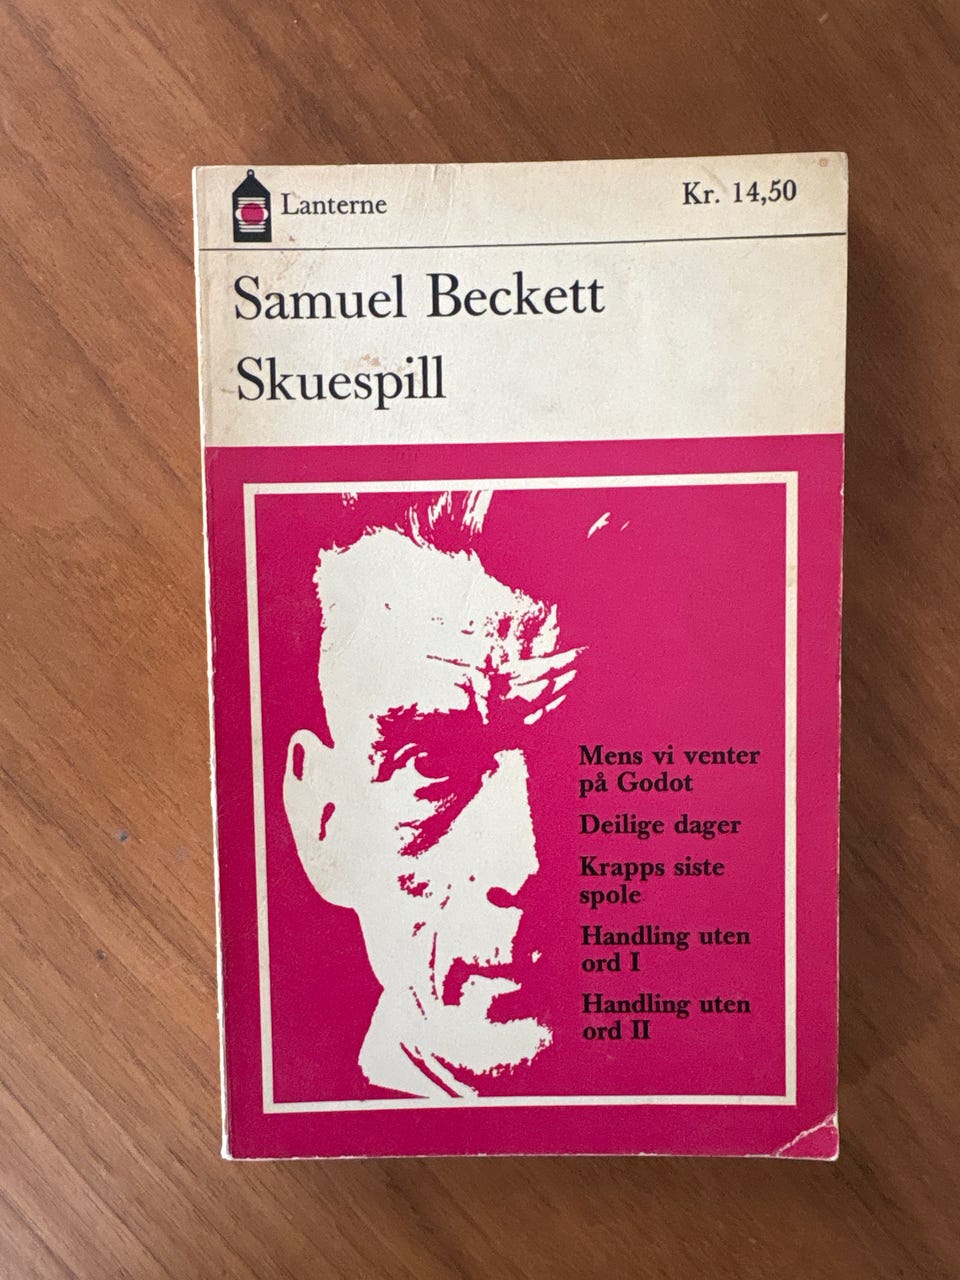 Lanterne
Kr. 14,50
Samuel Beckett
Skuespill
Mens vi venter
på Godot
Deilige dager
Krapps siste
spole
Handling uten
ord I
Handling uten
ord II